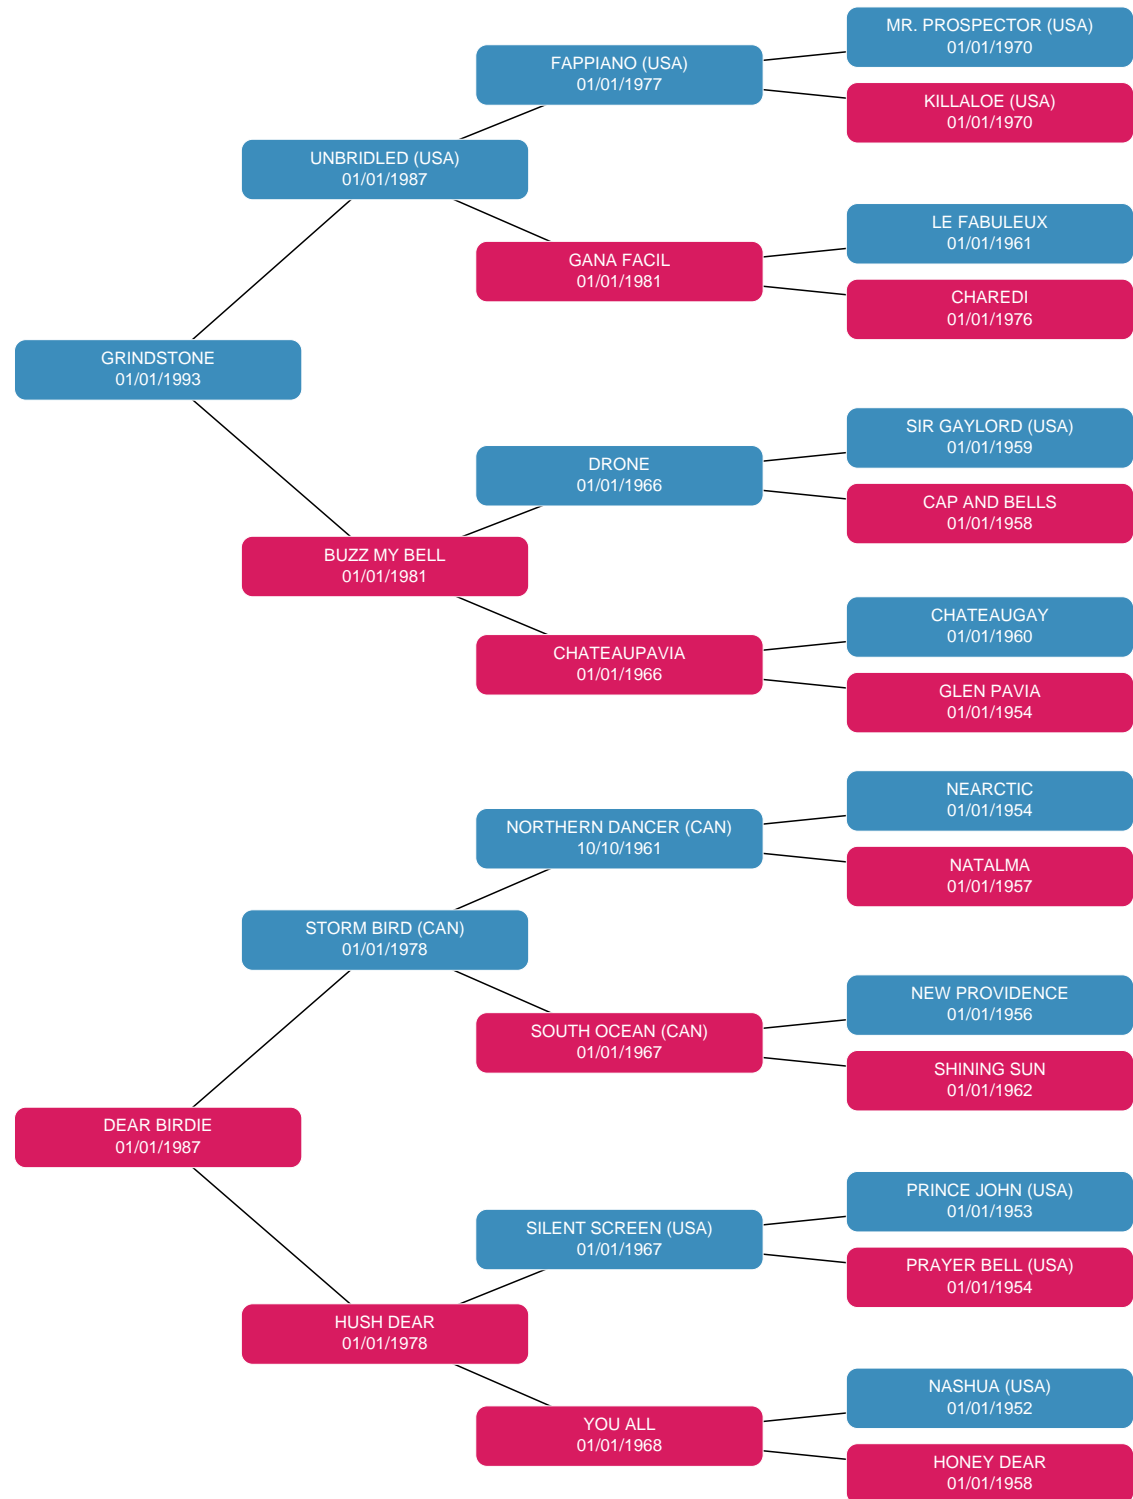 MR. PROSPECTOR (USA)
01/01/1970
FAPPIANO (USA)
01/01/1977
KILLALOE (USA)
01/01/1970
UNBRIDLED (USA)
01/01/1987
LE FABULEUX
01/01/1961
GANA FACIL
01/01/1981
CHAREDI
01/01/1976
GRINDSTONE
01/01/1993
SIR GAYLORD (USA)
01/01/1959
DRONE
01/01/1966
CAP AND BELLS
01/01/1958
BUZZ MY BELL
01/01/1981
CHATEAUGAY
01/01/1960
CHATEAUPAVIA
01/01/1966
GLEN PAVIA
01/01/1954
NEARCTIC
01/01/1954
NORTHERN DANCER (CAN)
10/10/1961
NATALMA
01/01/1957
STORM BIRD (CAN)
01/01/1978
NEW PROVIDENCE
01/01/1956
SOUTH OCEAN (CAN)
01/01/1967
SHINING SUN
01/01/1962
DEAR BIRDIE
01/01/1987
PRINCE JOHN (USA)
01/01/1953
SILENT SCREEN (USA)
01/01/1967
PRAYER BELL (USA)
01/01/1954
HUSH DEAR
01/01/1978
NASHUA (USA)
01/01/1952
YOU ALL
01/01/1968
HONEY DEAR
01/01/1958